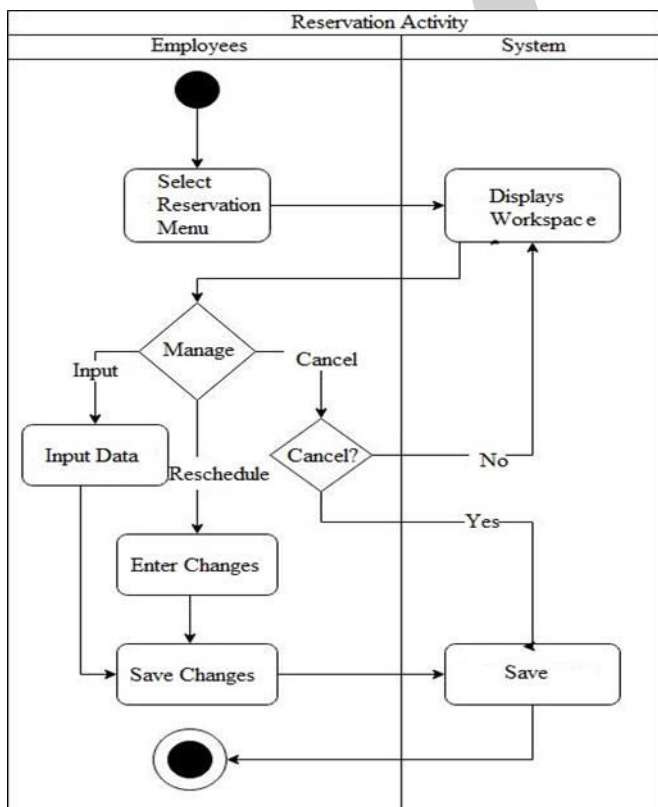 Reservation Activity
Employees
System
Select
Reservation
Menu
Displays
Workspace
Manage
Input
Cancel
Input Data
Cancel?
No
Reschedule
Yes
Enter Changes
Save Changes
Save